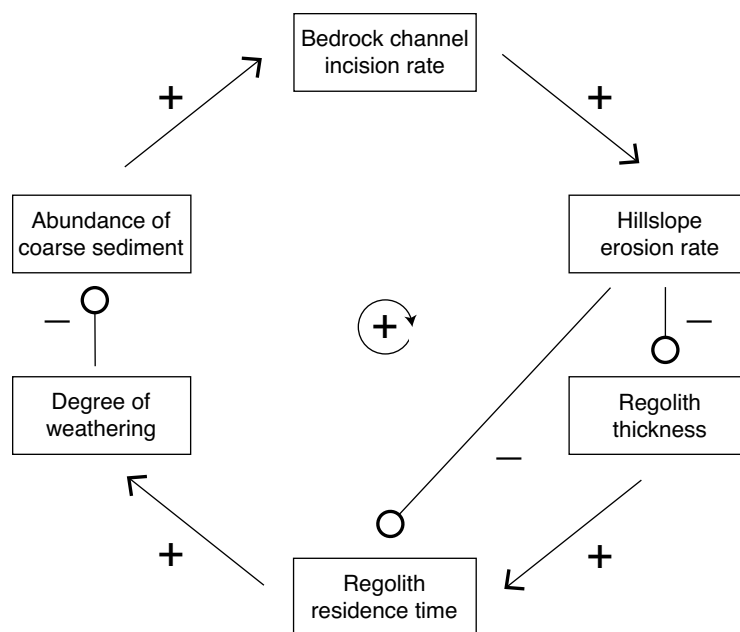 Bedrock channel
incision rate
+
+
Abundance of
coarse sediment
Hillslope
erosion rate
–
+
–
Degree of
weathering
Regolith
thickness
–
+
+
Regolith
residence time